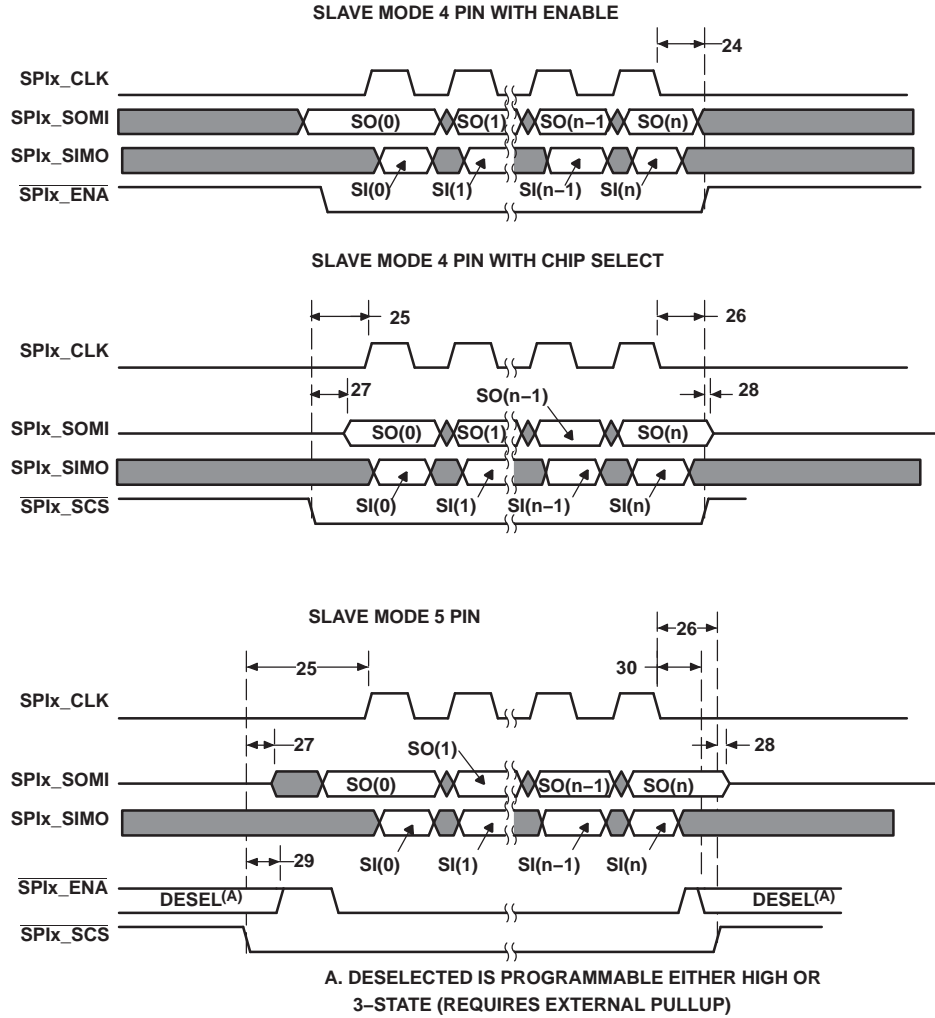 SLAVE MODE 4 PIN WITH ENABLE
24
SPIx_CLK
SPIx_SOMI
SO(0) SO(1) SO(n−1 SO(n)
SPIx_SIMO
SI(0) SI(1) SI(n−1) SI(n)
SPIx_ENA
SLAVE MODE 4 PIN WITH CHIP SELECT
25 26
SPIx_CLK
27 SO(n−1) 28
SPIx_SOMI
SO(0) SO(1) SO(n)
SPIx_SIMO
SI(0) SI(1) SI(n−1) SI(n)
SPIx_SCS
SLAVE MODE 5 PIN
26
25 30
SPIx_CLK
27 SO(1) 28
SPIx_SOMI
SO(0) SO(n−1) SO(n)
SPIx_SIMO
29 SI(0) SI(1) SI(n−1) SI(n)
SPIx_ENA
DESEL(A) DESEL(A)
SPIx_SCS
A. DESELECTED IS PROGRAMMABLE EITHER HIGH OR
3−STATE (REQUIRES EXTERNAL PULLUP)